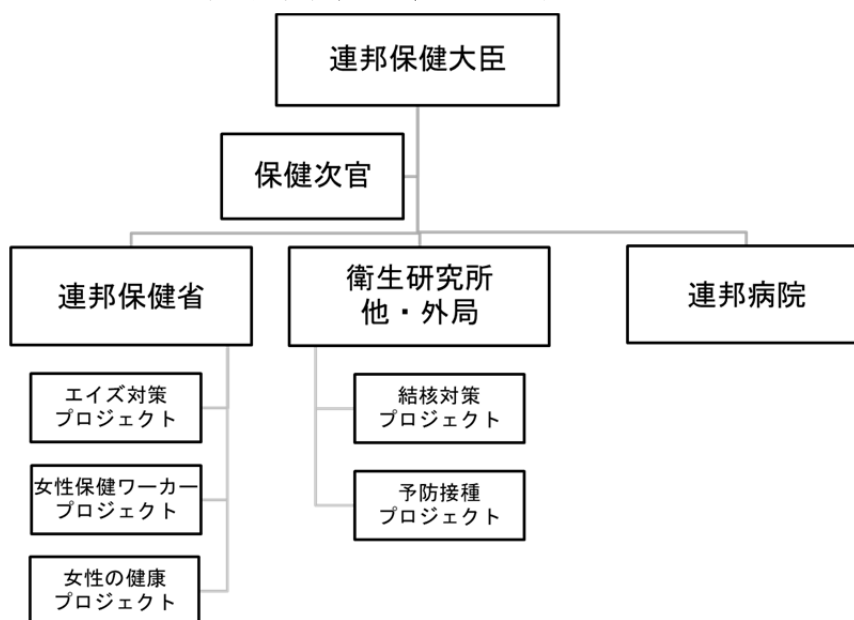 連邦保健大臣
保健次官
連邦保健省
衛生研究所
他・外局
連邦病院
エイズ対策
プロジェクト
女性保健ワーカー
プロジェクト
女性の健康
プロジェクト
結核対策
プロジェクト
予防接種
プロジェクト